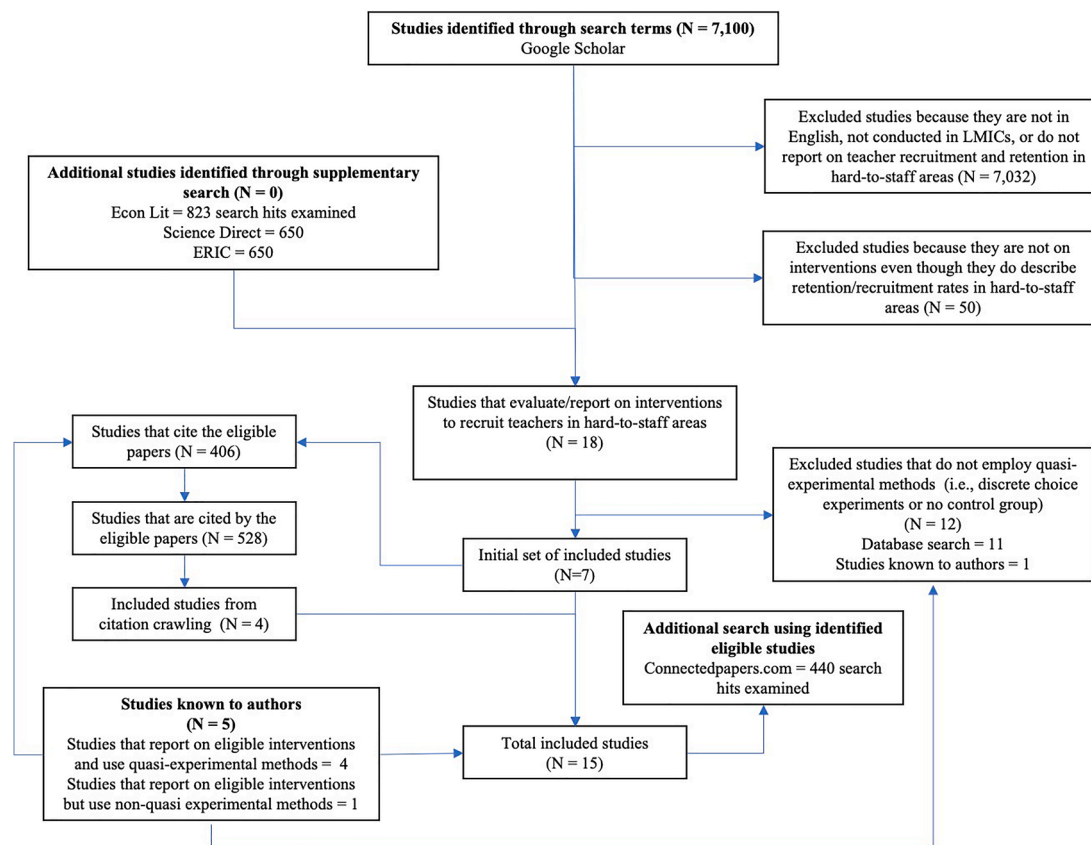 Studies identified through search terms (N = 7,100)
Google Scholar
Excluded studies because they are not in
English, not conducted in LMICs, or do not
report on teacher recruitment and retention in
hard-to-staff areas (N = 7,032)
Additional studies identified through supplementary
search (N = 0)
Econ Lit = 823 search hits examined
Science Direct = 650
ERIC = 650
Excluded studies because they are not on
interventions even though they do describe
retention/recruitment rates in hard-to-staff
areas (N = 50)
Studies that evaluate/report on interventions
to recruit teachers in hard-to-staff areas
(N = 18)
Studies that cite the eligible
papers (N = 406)
Excluded studies that do not employ quasi-
experimental methods (i.e., discrete choice
experiments or no control group)
(N = 12)
Database search = 11
Studies known to authors = 1
Studies that are cited by the
eligible papers (N = 528)
Initial set of included studies
(N=7)
Included studies from
citation crawling (N = 4)
Additional search using identified
eligible studies
Connectedpapers.com = 440 search
hits examined
Studies known to authors
(N = 5)
Studies that report on eligible interventions
and use quasi-experimental methods = 4
Studies that report on eligible interventions
but use non-quasi experimental methods = 1
Total included studies
(N = 15)